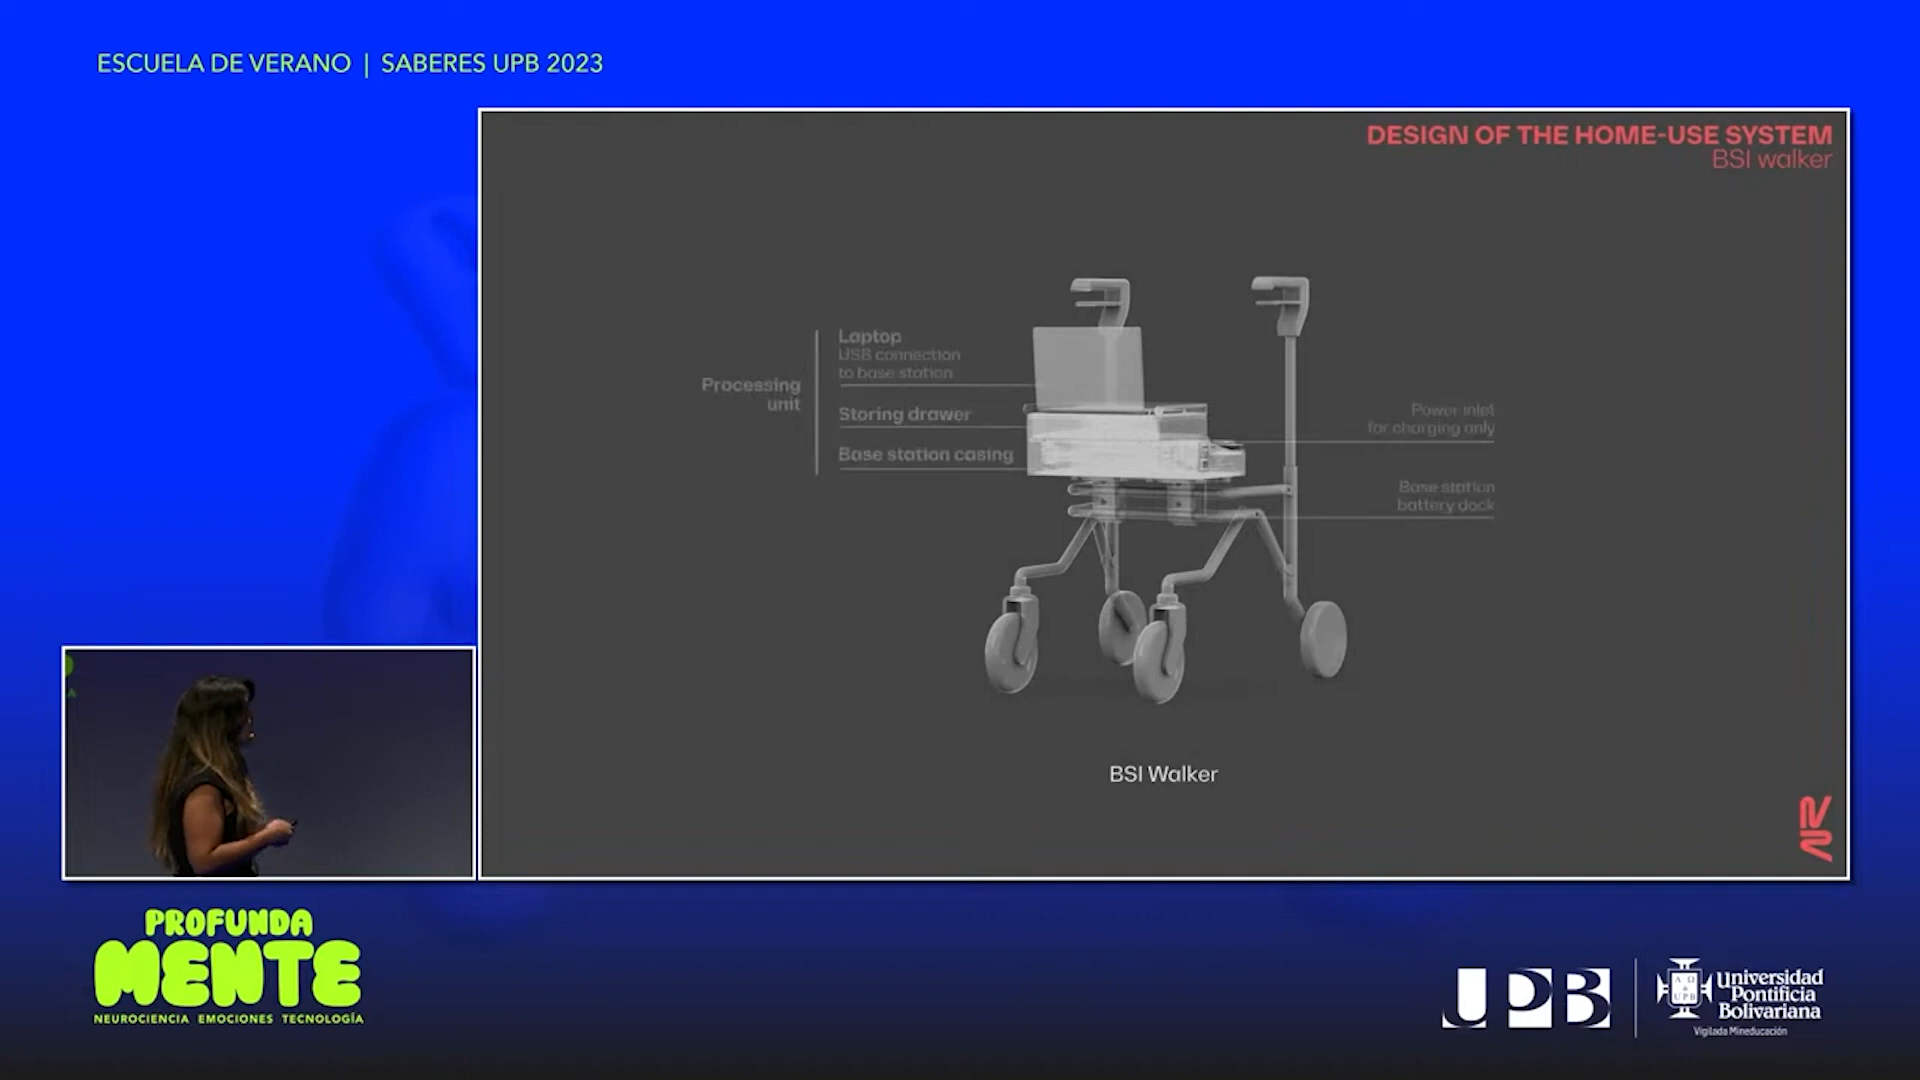 ESCUELA DE VERANO | SABERES UPB 2023
DESIGN OF THE HOME-USE SYSTEM
BSI walker
Processing
unit
Laptop
USB connection
to base station
Storing drawer
Base station casing
Power inlet
for charging only
Base station
battery dock
BSI Walker
PROFUNDA
MENTE
NEUROCIENCIA EMOCIONES TECNOLOGÍA
UPB
Universidad
Pontificia
Bolivariana
Vigilada Mineducación